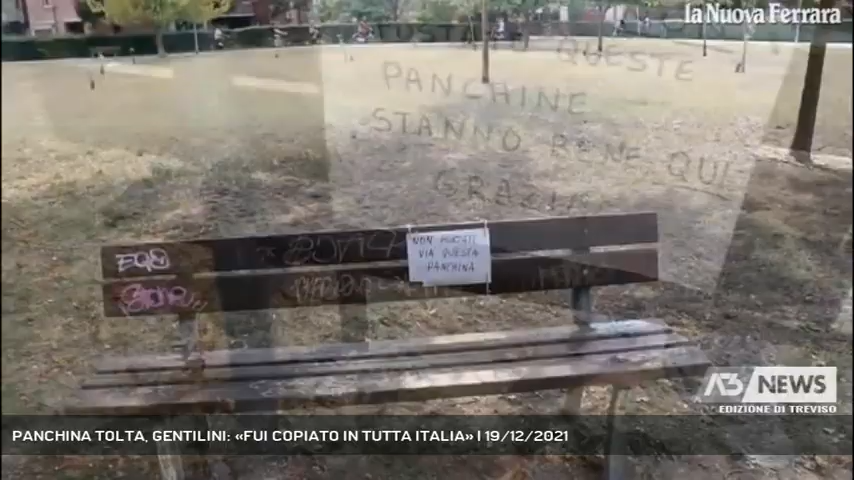 la Nuova Ferrara
QUESTE
PANCHINE
STANNO BENE QUI
GRAZIE
NON
VIA QUESTA
PANCHINA
A3 NEWS
EDIZIONE DI TREVISO
PANCHINA TOLTA, GENTILINI: «FUI COPIATO IN TUTTA ITALIA» | 19/12/2021